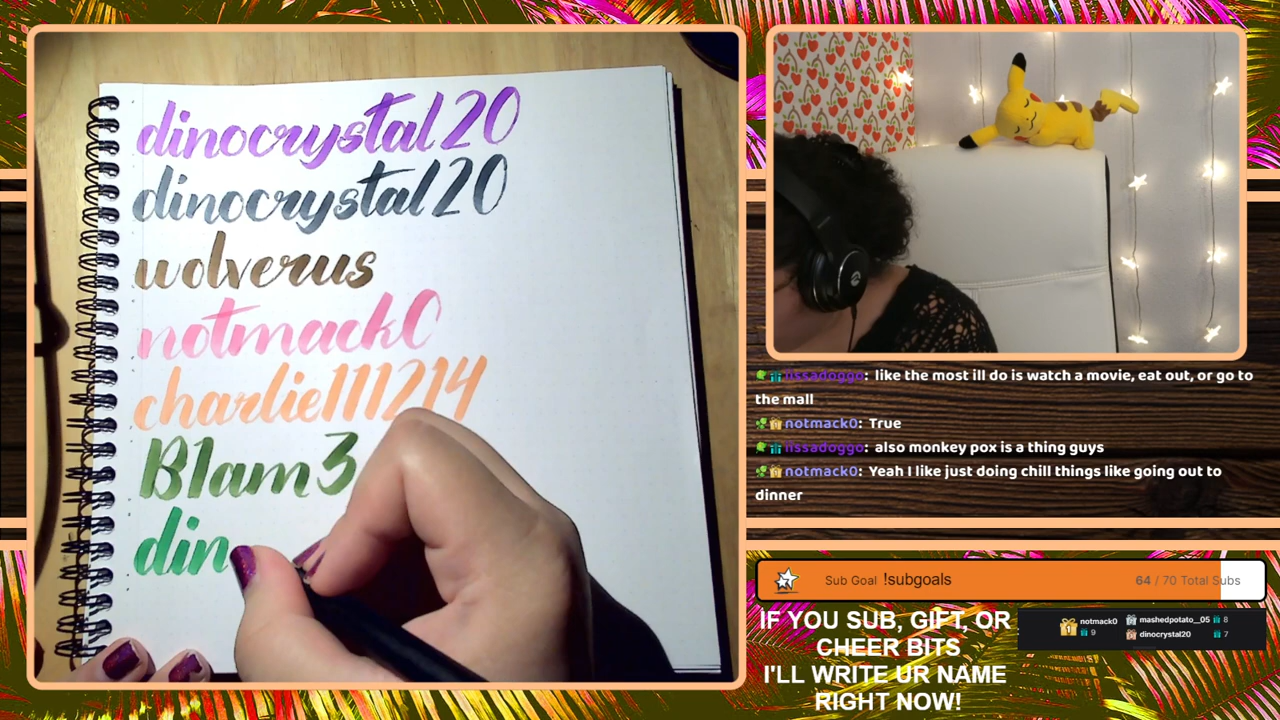 dinocrystal20
dinocrystal20
wolverus
notmack0
charlie111214
B1am3
din
lissadoggo: like the most ill do is watch a movie, eat out, or go to
the mall
notmack0: True
lissadoggo: also monkey pox is a thing guys
notmack0: Yeah I like just doing chill things like going out to
dinner
Sub Goal !subgoals 64 / 70 Total Subs
IF YOU SUB, GIFT, OR
CHEER BITS
I'LL WRITE UR NAME
RIGHT NOW!
1 notmack0 9
mashedpotato__05 8
dinocrystal20 7